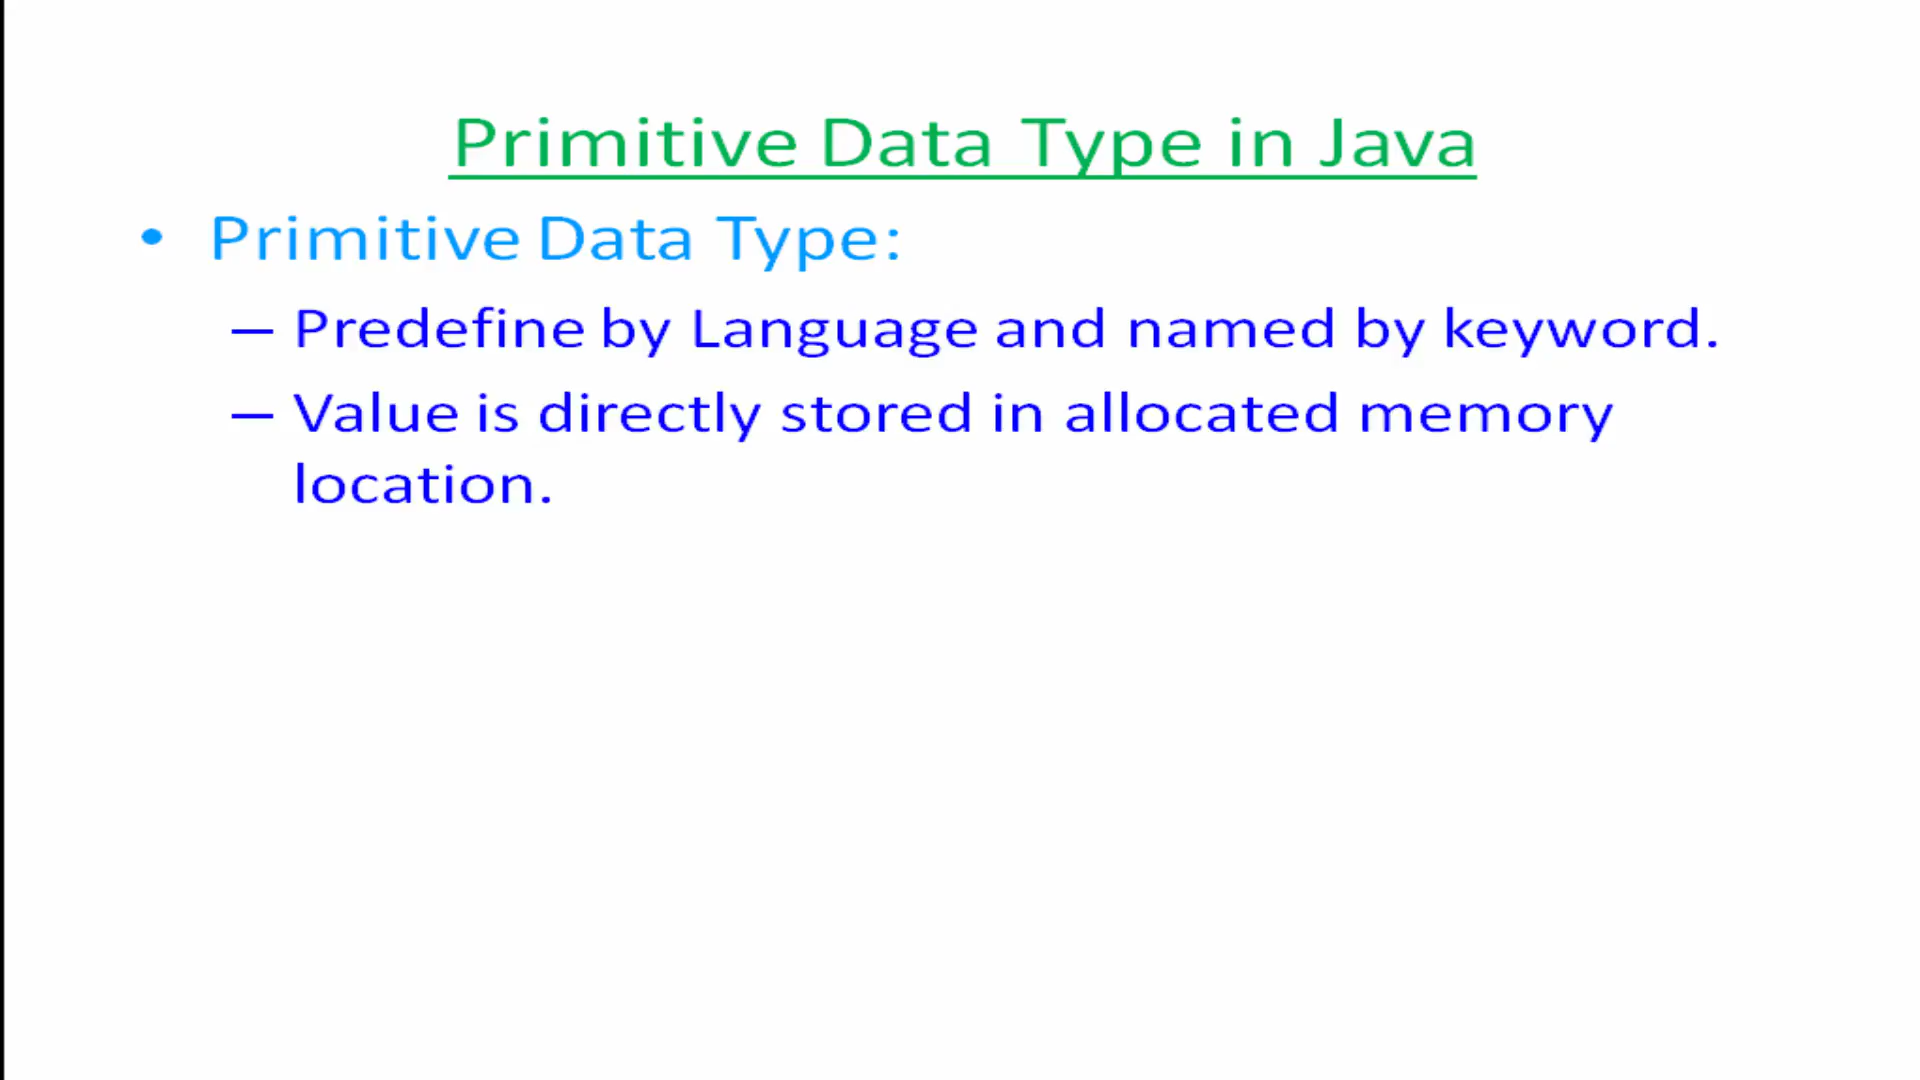 Primitive Data Type in Java
• Primitive Data Type:
– Predefine by Language and named by keyword.
– Value is directly stored in allocated memory
location.